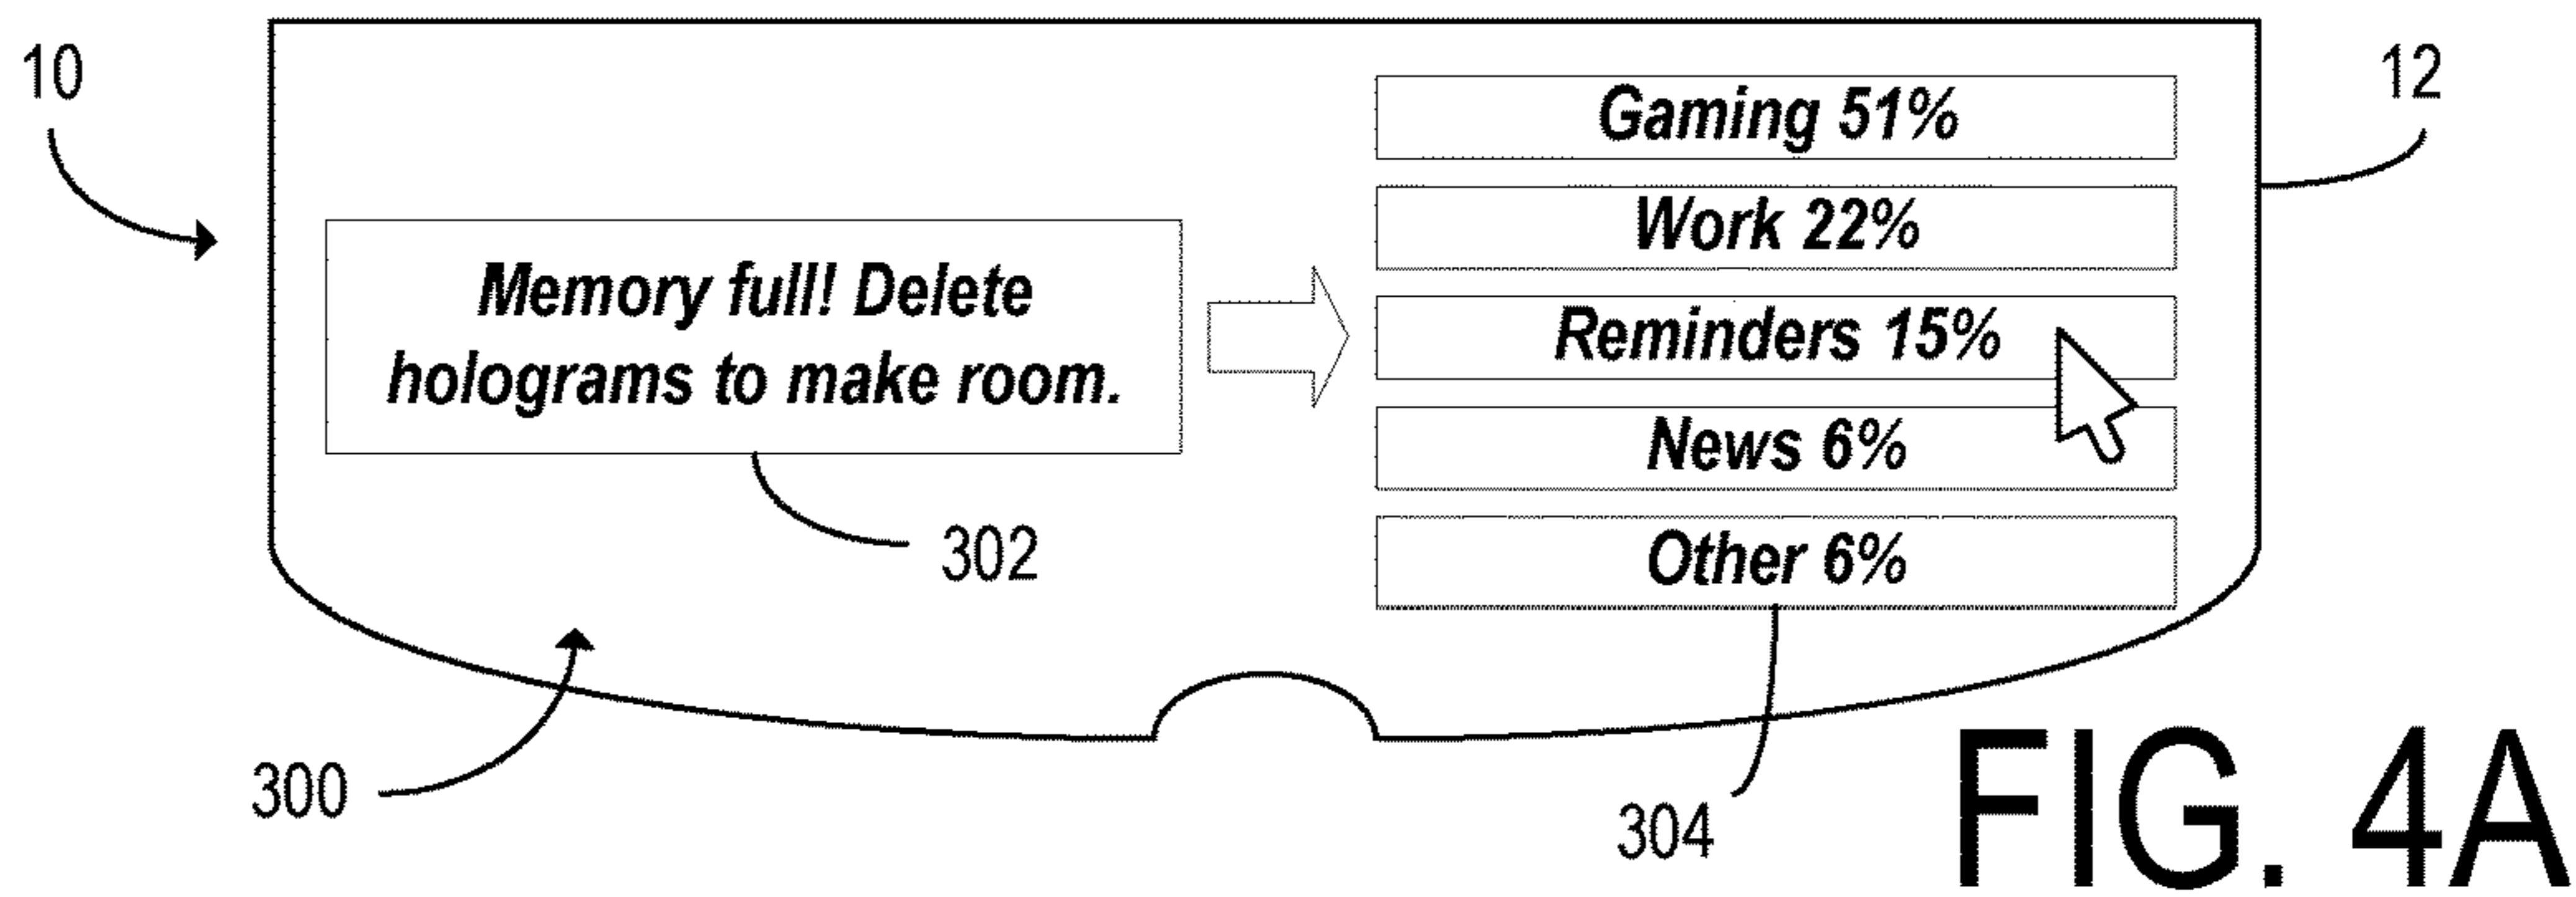 10
12
Gaming 51%
Work 22%
Memory full! Delete
holograms to make room.
Reminders 15%
News 6%
Other 6%
302
300
304
FIG. 4A